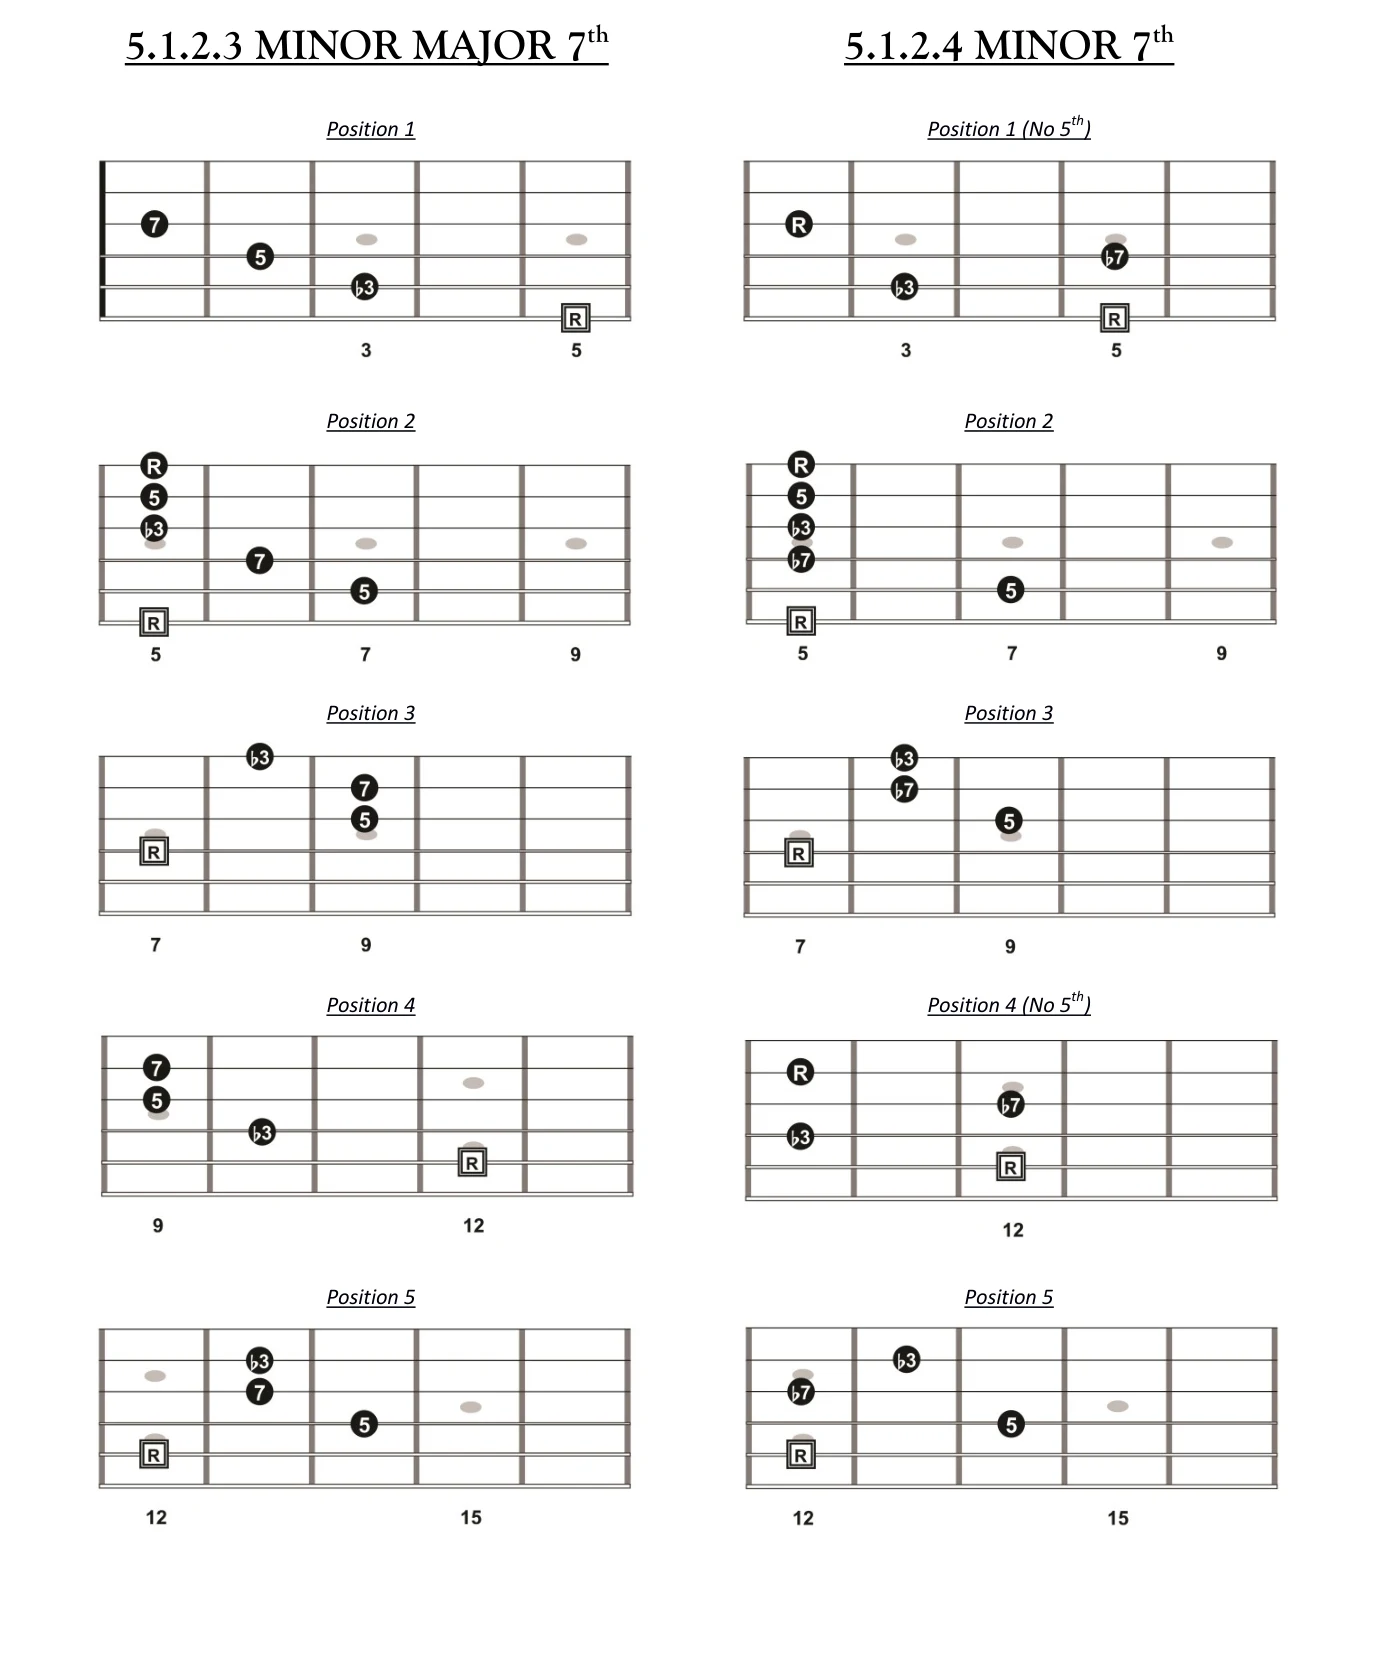 5.1.2.3 MINOR MAJOR 7th
Position 1
7
5
♭3
R
3 5
Position 2
R
5
♭3
7
5
R
5 7 9
Position 3
♭3
7
5
R
7 9
Position 4
7
5
♭3
R
9 12
Position 5
♭3
7
5
R
12 15
5.1.2.4 MINOR 7th
Position 1 (No 5th)
R
♭7
♭3
R
3 5
Position 2
R
5
♭3
♭7
5
R
5 7 9
Position 3
♭3
♭7
5
R
7 9
Position 4 (No 5th)
R
♭7
♭3
R
12
Position 5
♭3
♭7
5
R
12 15